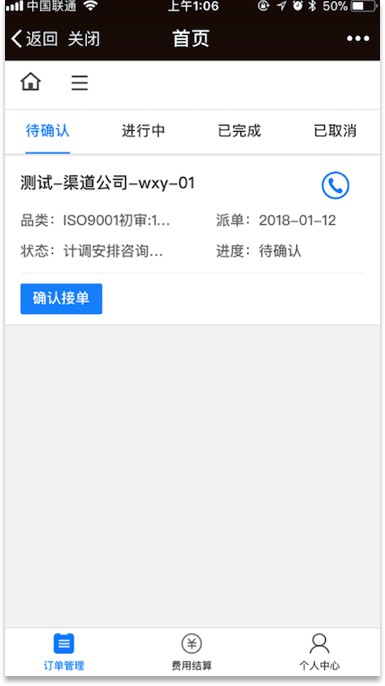 中国联通 上午1:06 50%
返回 关闭 首页
待确认 进行中 已完成 已取消
测试-渠道公司-wxy-01
品类：ISO9001初审:1... 派单：2018-01-12
状态：计调安排咨询... 进度：待确认
确认接单
订单管理 费用结算 个人中心